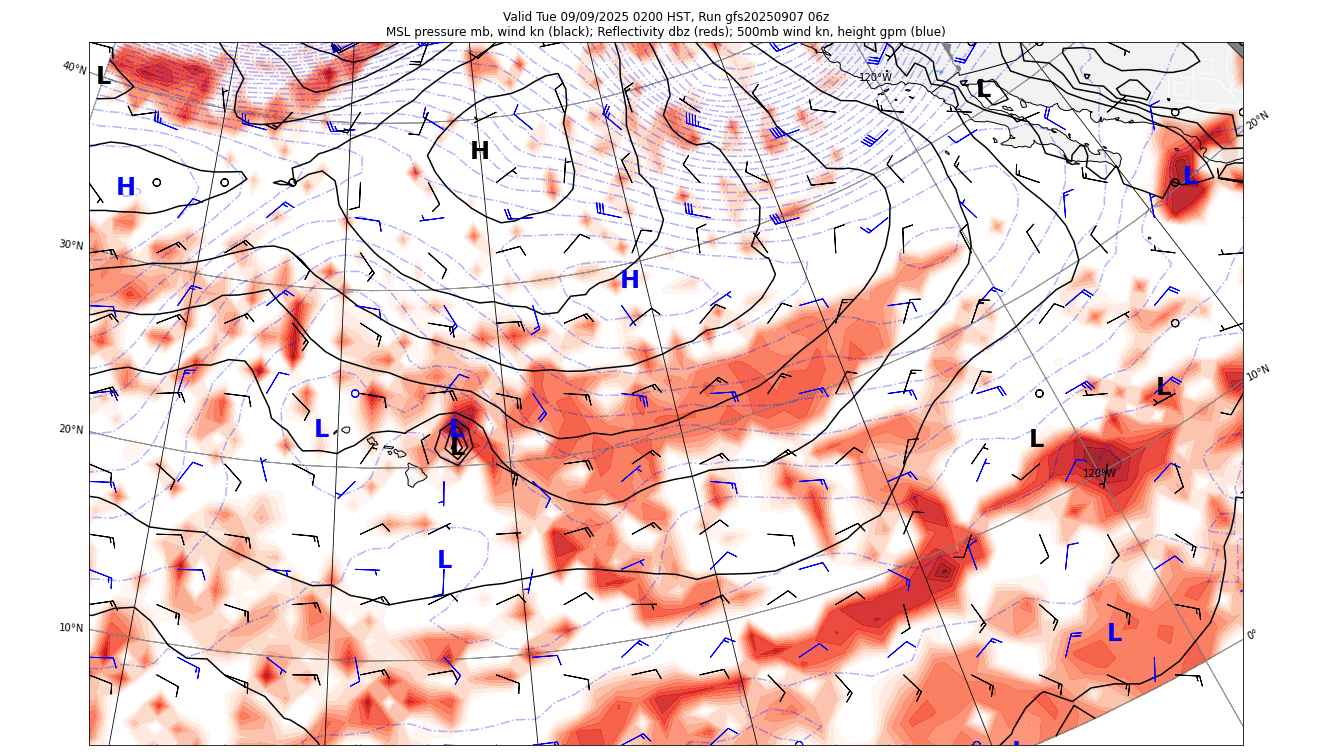 Valid Tue 09/09/2025 0200 HST, Run gfs20250907 06z
MSL pressure mb, wind kn (black); Reflectivity dbz (reds); 500mb wind kn, height gpm (blue)
40°N
L
120°W
L
20°N
H
H
L
30°N
H
10°N
L
20°N
L
L
L
L
120°W
L
10°N
L
0°
L